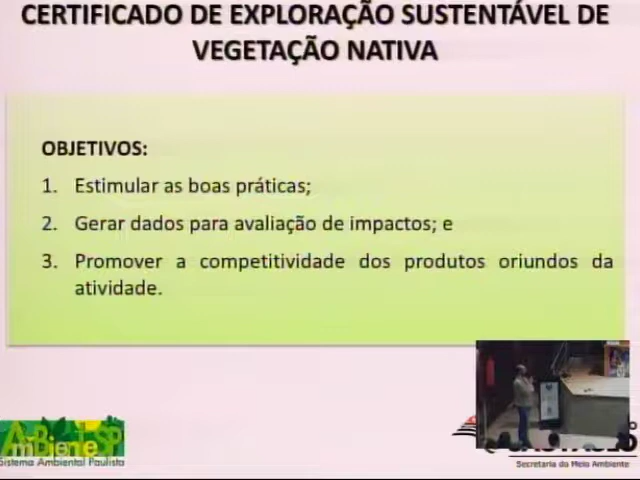 CERTIFICADO DE EXPLORAÇÃO SUSTENTÁVEL DE
VEGETAÇÃO NATIVA
OBJETIVOS:
1. Estimular as boas práticas;
2. Gerar dados para avaliação de impactos; e
3. Promover a competitividade dos produtos oriundos da
atividade.
AmBienteSP
Sistema Ambiental Paulista
Secretaria do Meio Ambiente